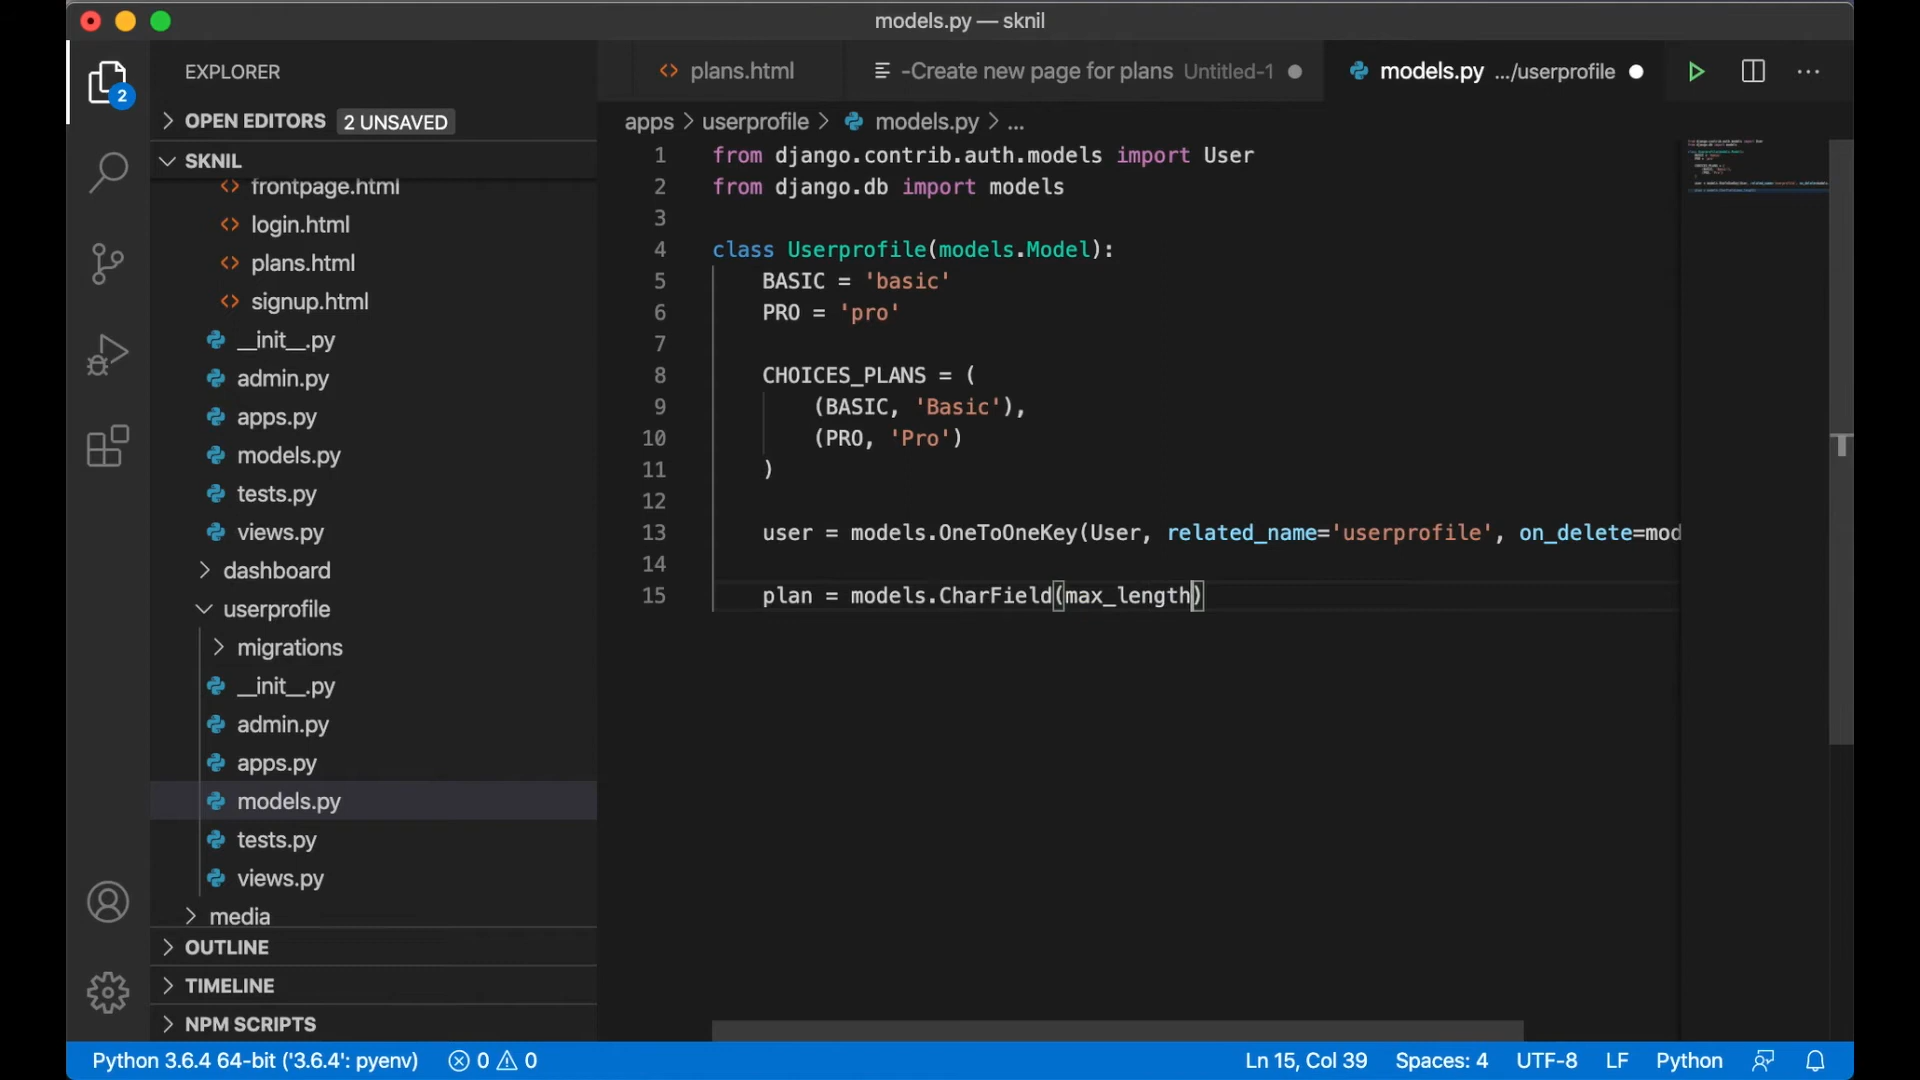 models.py — sknil
EXPLORER
plans.html
-Create new page for plans Untitled-1
models.py .../userprofile
2
OPEN EDITORS 2 UNSAVED
apps > userprofile > models.py > ...
SKNIL
frontpage.html
login.html
plans.html
signup.html
__init__.py
admin.py
apps.py
models.py
tests.py
views.py
dashboard
userprofile
migrations
__init__.py
admin.py
apps.py
models.py
tests.py
views.py
media
OUTLINE
TIMELINE
NPM SCRIPTS
1 from django.contrib.auth.models import User
2 from django.db import models
3
4 class Userprofile(models.Model):
5 BASIC = 'basic'
6 PRO = 'pro'
7
8 CHOICES_PLANS = (
9 (BASIC, 'Basic'),
10 (PRO, 'Pro')
11 )
12
13 user = models.OneToOneKey(User, related_name='userprofile', on_delete=mod
14
15 plan = models.CharField(max_length)
Python 3.6.4 64-bit ('3.6.4': pyenv) 0 0 Ln 15, Col 39 Spaces: 4 UTF-8 LF Python